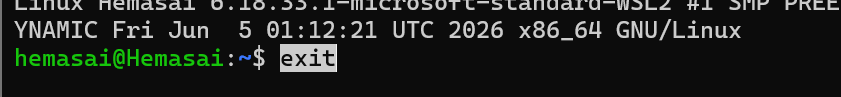 Linux Hemasai 6.18.33.1-microsoft-standard-WSL2 #1 SMP PREE
YNAMIC Fri Jun  5 01:12:21 UTC 2026 x86_64 GNU/Linux
hemasai@Hemasai:~$ exit